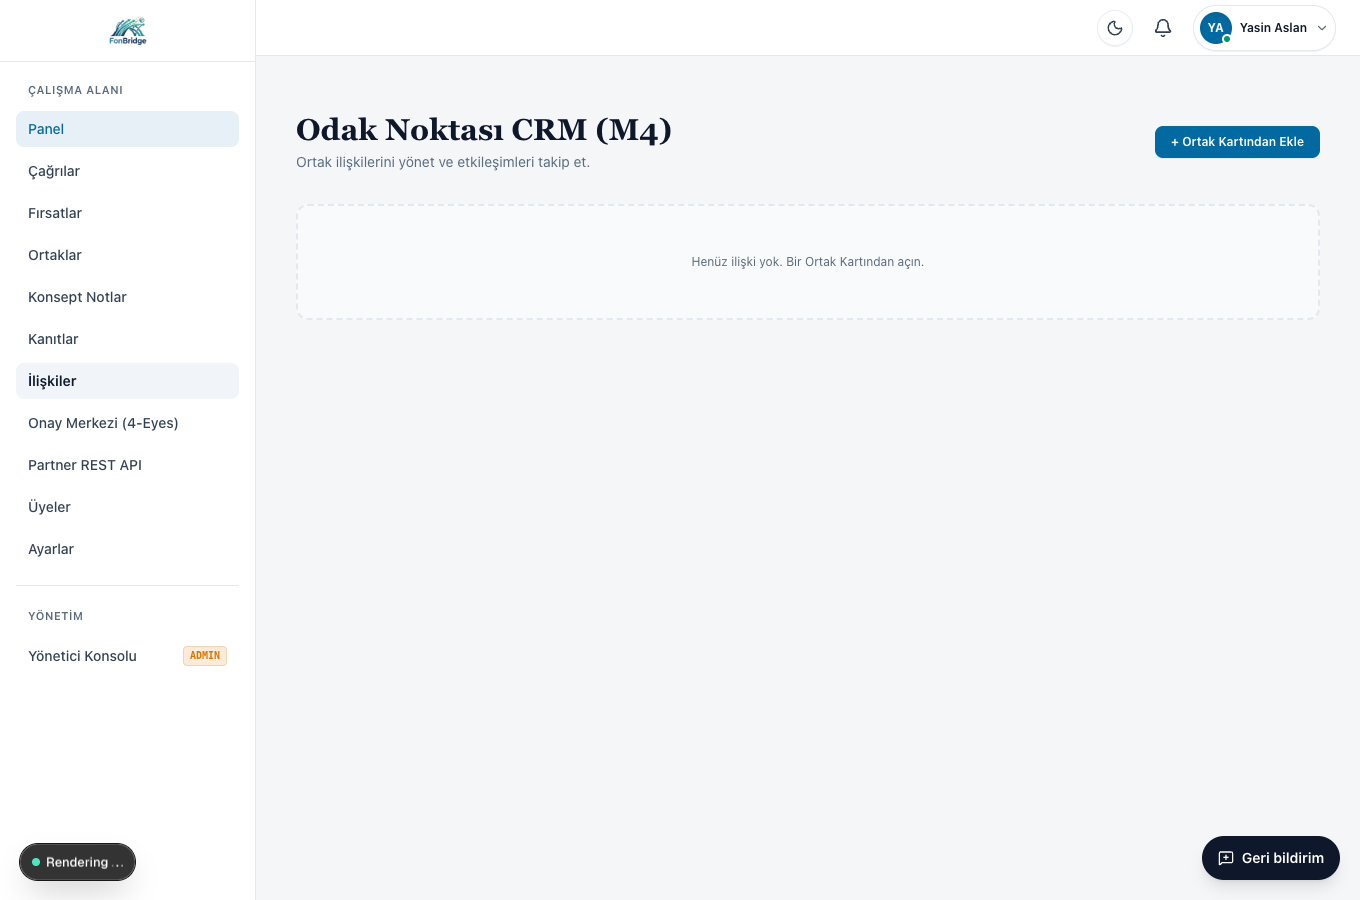 FonBridge
YA
Yasin Aslan
ÇALIŞMA ALANI
Panel
Çağrılar
Fırsatlar
Ortaklar
Konsept Notlar
Kanıtlar
İlişkiler
Onay Merkezi (4-Eyes)
Partner REST API
Üyeler
Ayarlar
YÖNETİM
Yönetici Konsolu
ADMIN
Odak Noktası CRM (M4)
Ortak ilişkilerini yönet ve etkileşimleri takip et.
+ Ortak Kartından Ekle
Henüz ilişki yok. Bir Ortak Kartından açın.
Rendering ...
Geri bildirim